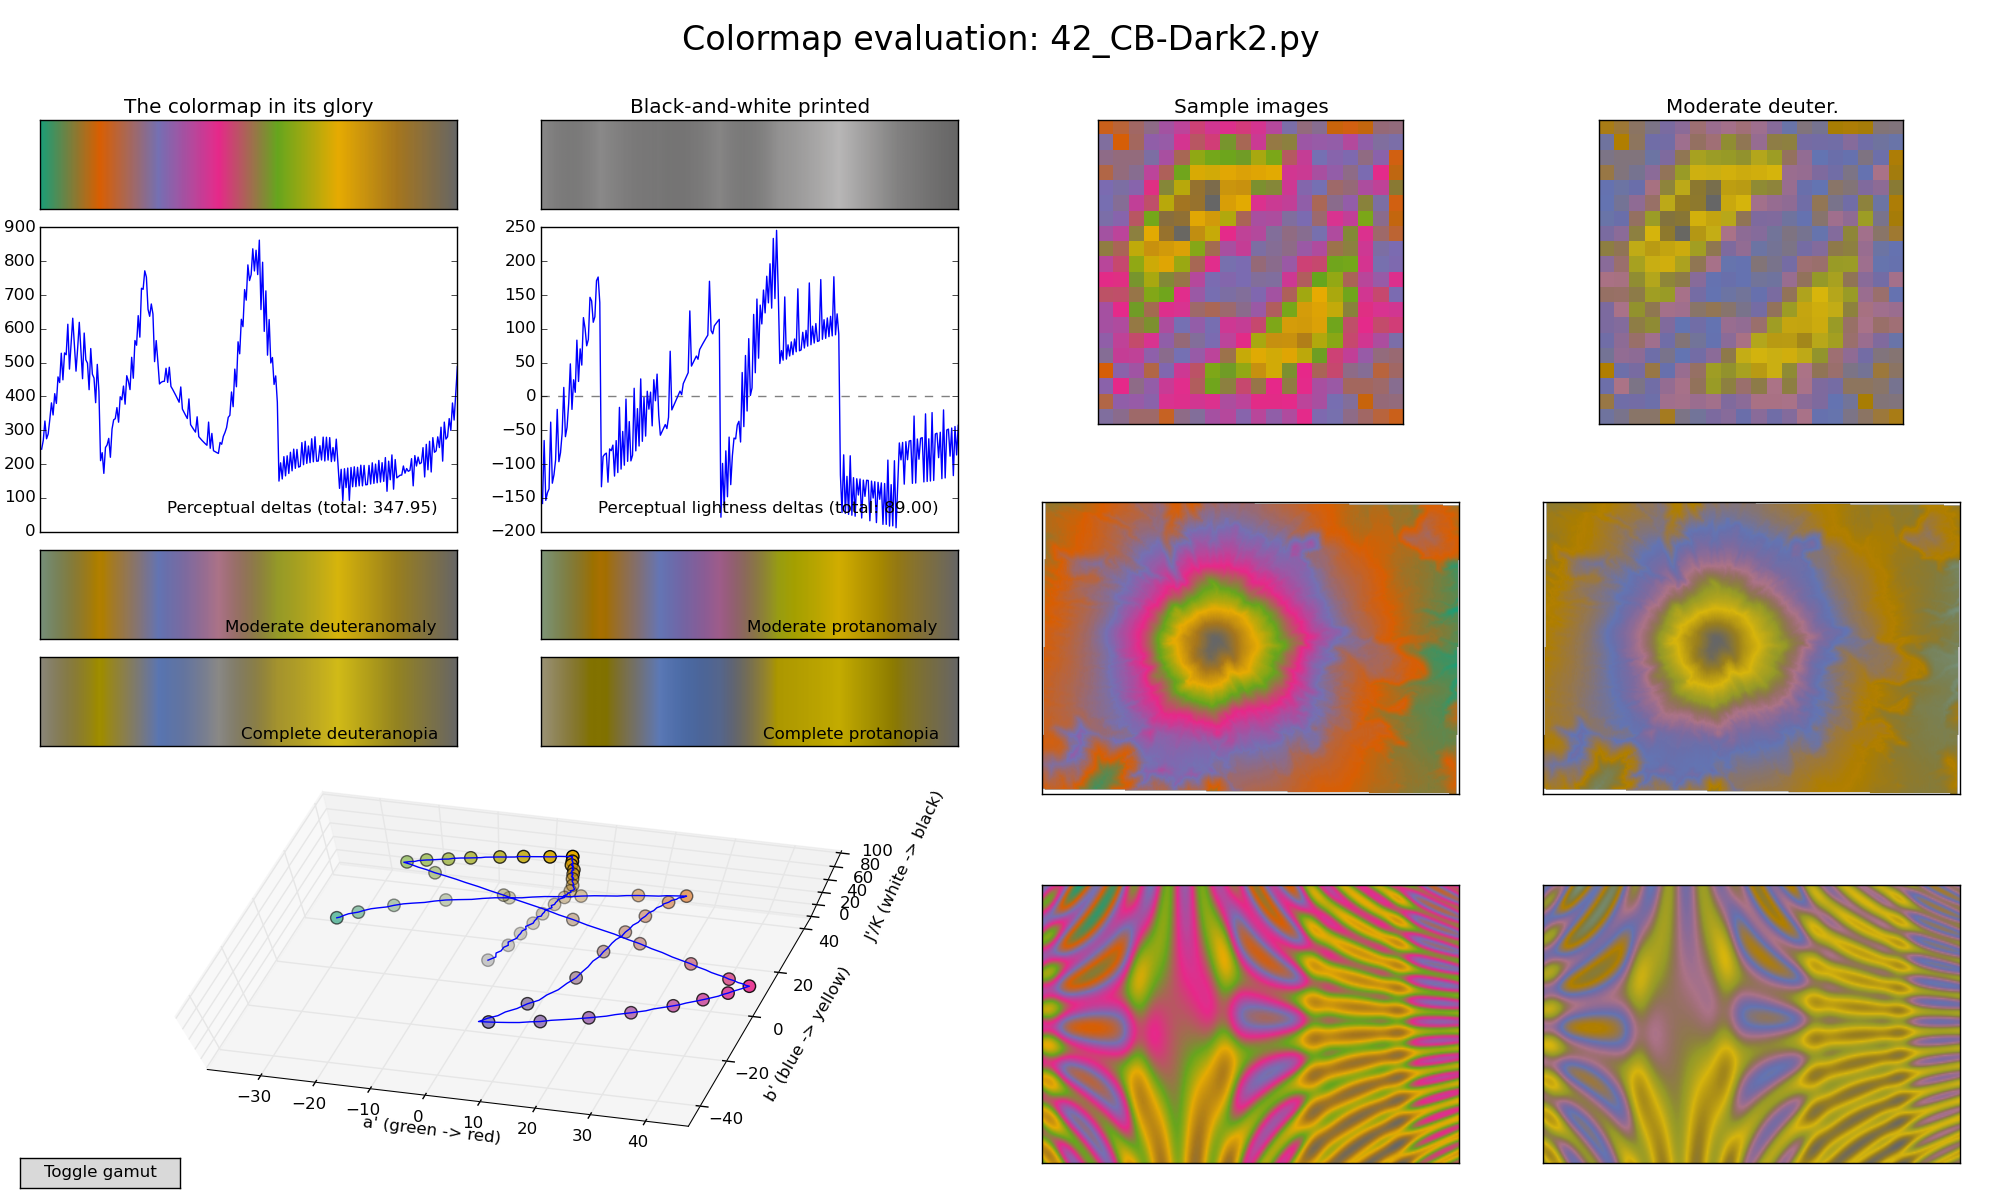 Colormap evaluation: 42_CB-Dark2.py
The colormap in its glory
Black-and-white printed
Sample images
Moderate deuter.
900
800
700
600
500
400
300
200
100
0
Perceptual deltas (total: 347.95)
250
200
150
100
50
0
−50
−100
−150
−200
Perceptual lightness deltas (total: 89.00)
Moderate deuteranomaly
Moderate protanomaly
Complete deuteranopia
Complete protanopia
−30
−20
−10
0
10
20
30
40
a' (green -> red)
−40
−20
0
20
40
b' (blue -> yellow)
0
20
40
60
80
100
J'/K (white -> black)
Toggle gamut